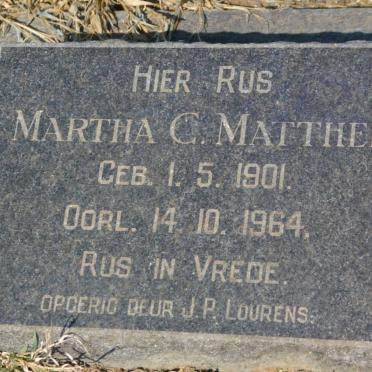 HIER RUS
MARTHA C. MATTHE
GEB. 1. 5. 1901.
OORL. 14. 10. 1964.
RUS IN VREDE.
OPGERIG DEUR J.P. LOURENS.